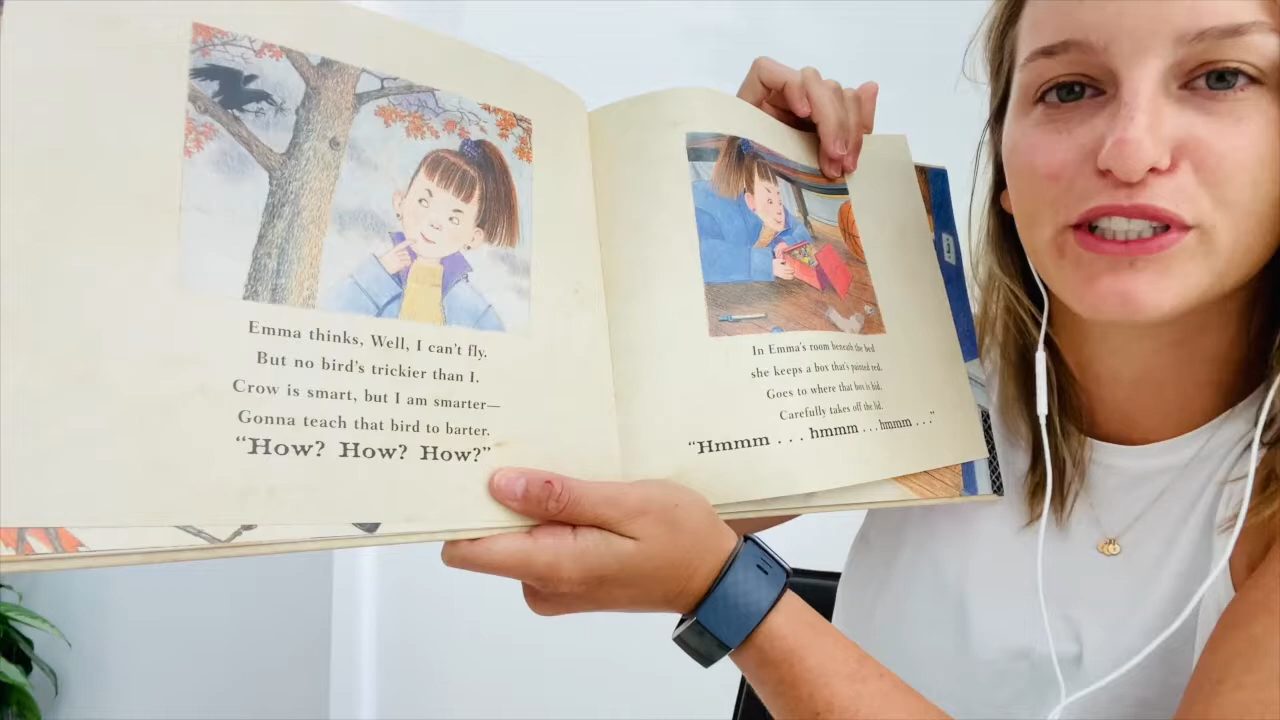 Emma thinks, Well, I can't fly.
But no bird's trickier than I.
Crow is smart, but I am smarter—
Gonna teach that bird to barter.
“How? How? How?”
In Emma's room beneath the bed
she keeps a box that's painted red.
Goes to where that box is hid.
Carefully takes off the lid.
“Hmmm . . . hmmm . . . hmmm . . .”